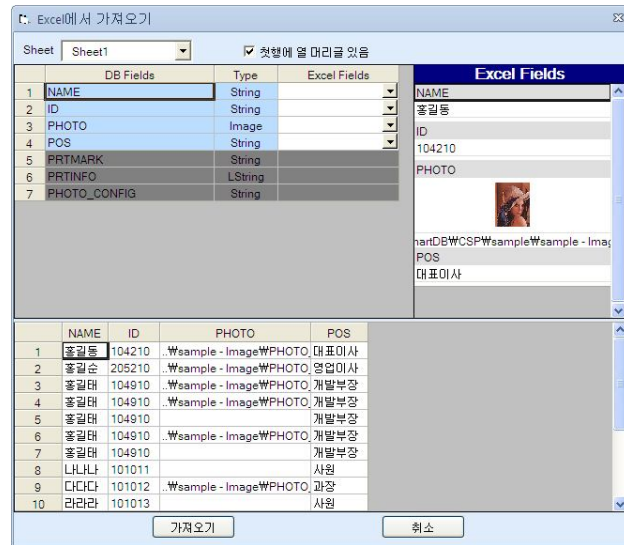 Excel에서 가져오기
Sheet Sheet1 첫행에 열 머리글 있음
DB Fields Type Excel Fields
1 NAME String
2 ID String
3 PHOTO Image
4 POS String
5 PRTMARK String
6 PRTINFO LString
7 PHOTO_CONFIG String
Excel Fields
NAME
홍길동
ID
104210
PHOTO
nartDB₩CSP₩sample₩sample - Imag
POS
대표이사
NAME ID PHOTO POS
1 홍길동 104210 ..₩sample - Image₩PHOTO_ 대표이사
2 홍길순 205210 ..₩sample - Image₩PHOTO_ 영업이사
3 홍길태 104910 ..₩sample - Image₩PHOTO_ 개발부장
4 홍길태 104910 ..₩sample - Image₩PHOTO_ 개발부장
5 홍길태 104910 개발부장
6 홍길태 104910 ..₩sample - Image₩PHOTO_ 개발부장
7 홍길태 104910 개발부장
8 나나나 101011 사원
9 다다다 101012 ..₩sample - Image₩PHOTO_ 과장
10 라라라 101013 사원
가져오기 취소